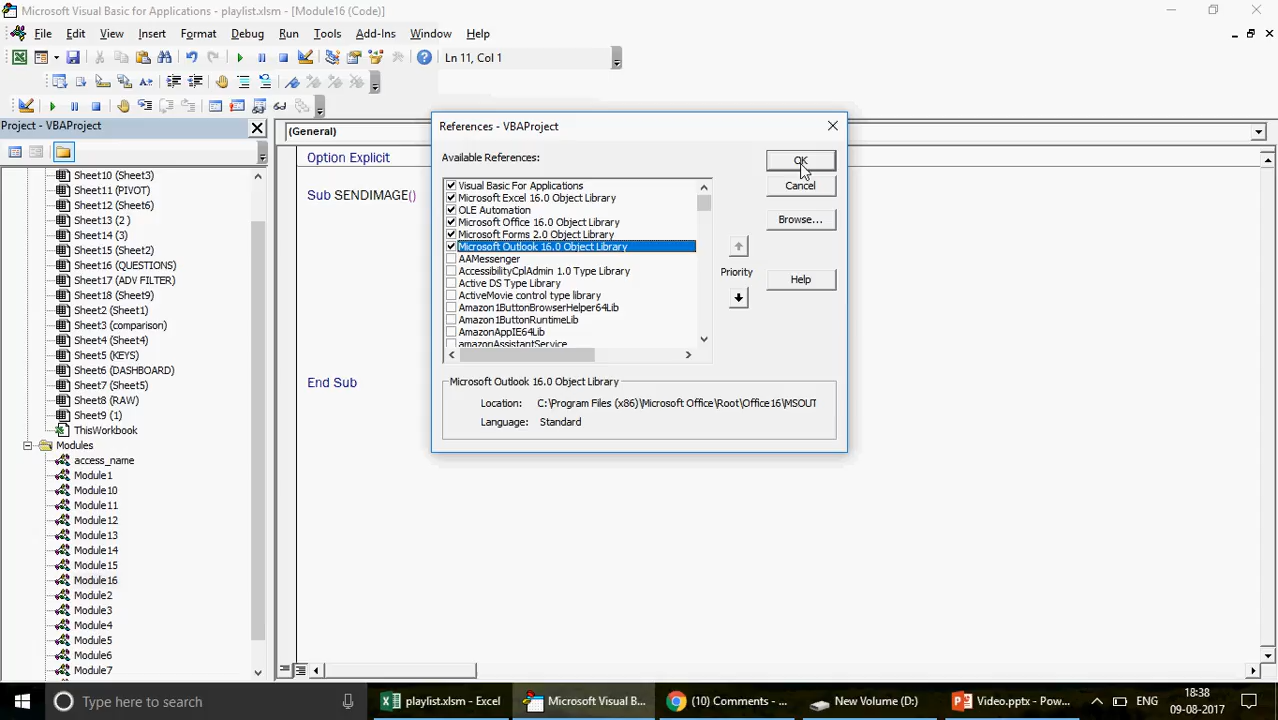 Microsoft Visual Basic for Applications - playlist.xlsm - [Module16 (Code)]
File Edit View Insert Format Debug Run Tools Add-Ins Window Help
Ln 11, Col 1
Project - VBAProject
(General)
Sheet10 (Sheet3)
Sheet11 (PIVOT)
Sheet12 (Sheet6)
Sheet13 (2 )
Sheet14 (3)
Sheet15 (Sheet2)
Sheet16 (QUESTIONS)
Sheet17 (ADV FILTER)
Sheet18 (Sheet9)
Sheet2 (Sheet1)
Sheet3 (comparison)
Sheet4 (Sheet4)
Sheet5 (KEYS)
Sheet6 (DASHBOARD)
Sheet7 (Sheet5)
Sheet8 (RAW)
Sheet9 (1)
ThisWorkbook
Modules
access_name
Module1
Module10
Module11
Module12
Module13
Module14
Module15
Module16
Module2
Module3
Module4
Module5
Module6
Module7
Option Explicit
Sub SENDIMAGE()
End Sub
References - VBAProject
Available References:
Visual Basic For Applications
Microsoft Excel 16.0 Object Library
OLE Automation
Microsoft Office 16.0 Object Library
Microsoft Forms 2.0 Object Library
Microsoft Outlook 16.0 Object Library
AAMessenger
AccessibilityCplAdmin 1.0 Type Library
Active DS Type Library
ActiveMovie control type library
Amazon1ButtonBrowserHelper64Lib
Amazon1ButtonRuntimeLib
AmazonAppIE64Lib
amazonAssistantService
OK
Cancel
Browse...
Priority
Help
Microsoft Outlook 16.0 Object Library
Location: C:\Program Files (x86)\Microsoft Office\Root\Office16\MSOUT
Language: Standard
Type here to search
playlist.xlsm - Excel
Microsoft Visual B...
(10) Comments - ...
New Volume (D:)
Video.pptx - Pow...
ENG
18:38
09-08-2017